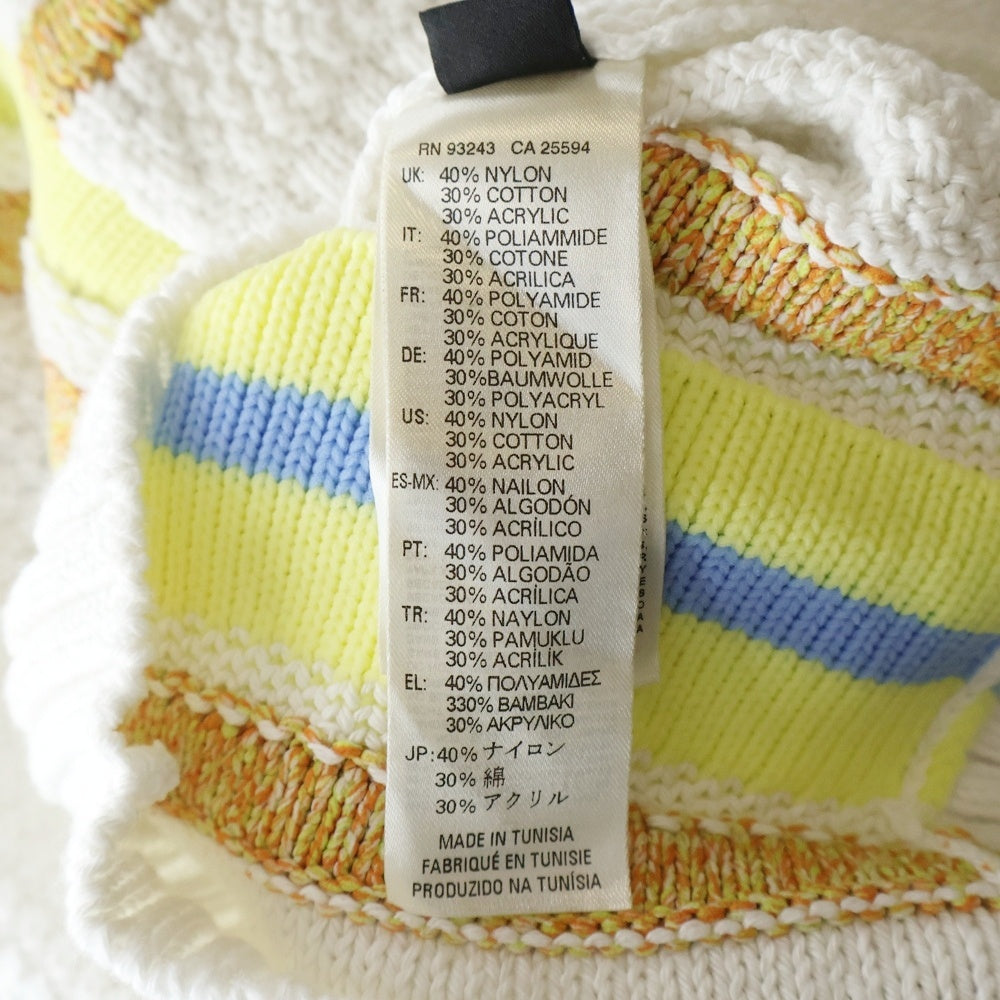 RN 93243 CA 25594
UK: 40% NYLON
30% COTTON
30% ACRYLIC
IT: 40% POLIAMMIDE
30% COTONE
30% ACRILICA
FR: 40% POLYAMIDE
30% COTON
30% ACRYLIQUE
DE: 40% POLYAMID
30%BAUMWOLLE
30% POLYACRYL
US: 40% NYLON
30% COTTON
30% ACRYLIC
ES-MX: 40% NAILON
30% ALGODÓN
30% ACRÍLICO
PT: 40% POLIAMIDA
30% ALGODÃO
30% ACRÍLICA
TR: 40% NAYLON
30% PAMUKLU
30% ACRÍLİK
EL: 40% ΠΟΛΥΑΜΙΔΕΣ
330% ΒΑΜΒΑΚΙ
30% ΑΚΡΥΛΙΚΟ
JP:40% ナイロン
30% 綿
30% アクリル
MADE IN TUNISIA
FABRIQUÉ EN TUNISIE
PRODUZIDO NA TUNÍSIA